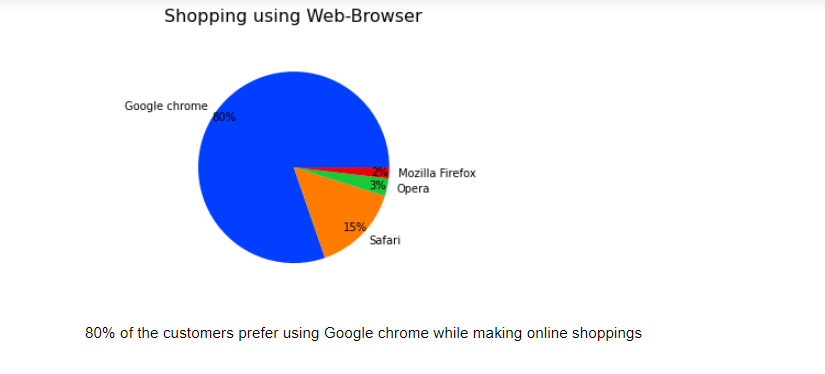 Shopping using Web-Browser
Google chrome
80%
2%
Mozilla Firefox
3%
Opera
15%
Safari
80% of the customers prefer using Google chrome while making online shoppings